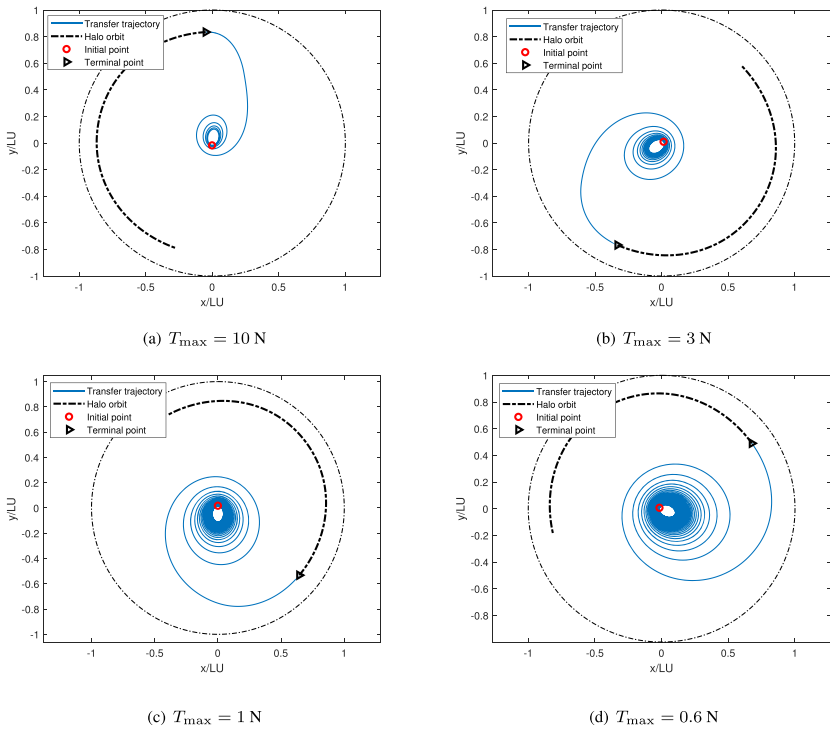 Transfer trajectory
Halo orbit
Initial point
Terminal point
1
0.8
0.6
0.4
0.2
0
-0.2
-0.4
-0.6
-0.8
-1
y/LU
-1 -0.5 0 0.5 1
x/LU
(a) Tmax = 10 N
Transfer trajectory
Halo orbit
Initial point
Terminal point
1
0.8
0.6
0.4
0.2
0
-0.2
-0.4
-0.6
-0.8
-1
y/LU
-1 -0.5 0 0.5 1
x/LU
(b) Tmax = 3 N
Transfer trajectory
Halo orbit
Initial point
Terminal point
1
0.8
0.6
0.4
0.2
0
-0.2
-0.4
-0.6
-0.8
-1
y/LU
-1 -0.5 0 0.5 1
x/LU
(c) Tmax = 1 N
Transfer trajectory
Halo orbit
Initial point
Terminal point
1
0.8
0.6
0.4
0.2
0
-0.2
-0.4
-0.6
-0.8
y/LU
-1 -0.5 0 0.5 1
x/LU
(d) Tmax = 0.6 N